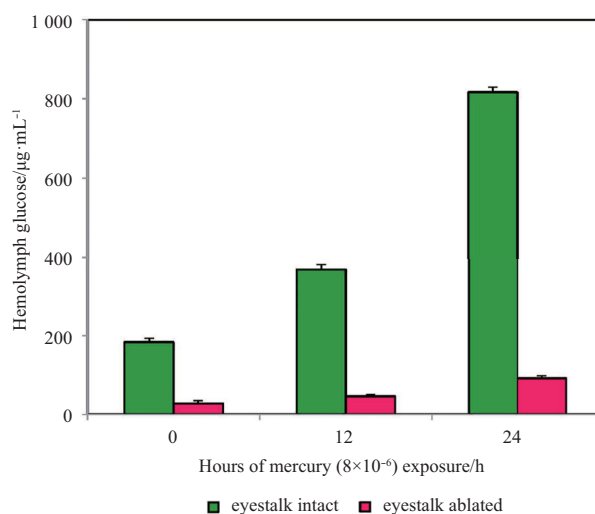 1 000
800
600
400
200
0
Hemolymph glucose/μg·mL⁻¹
0 12 24
Hours of mercury (8×10⁻⁶) exposure/h
eyestalk intact eyestalk ablated